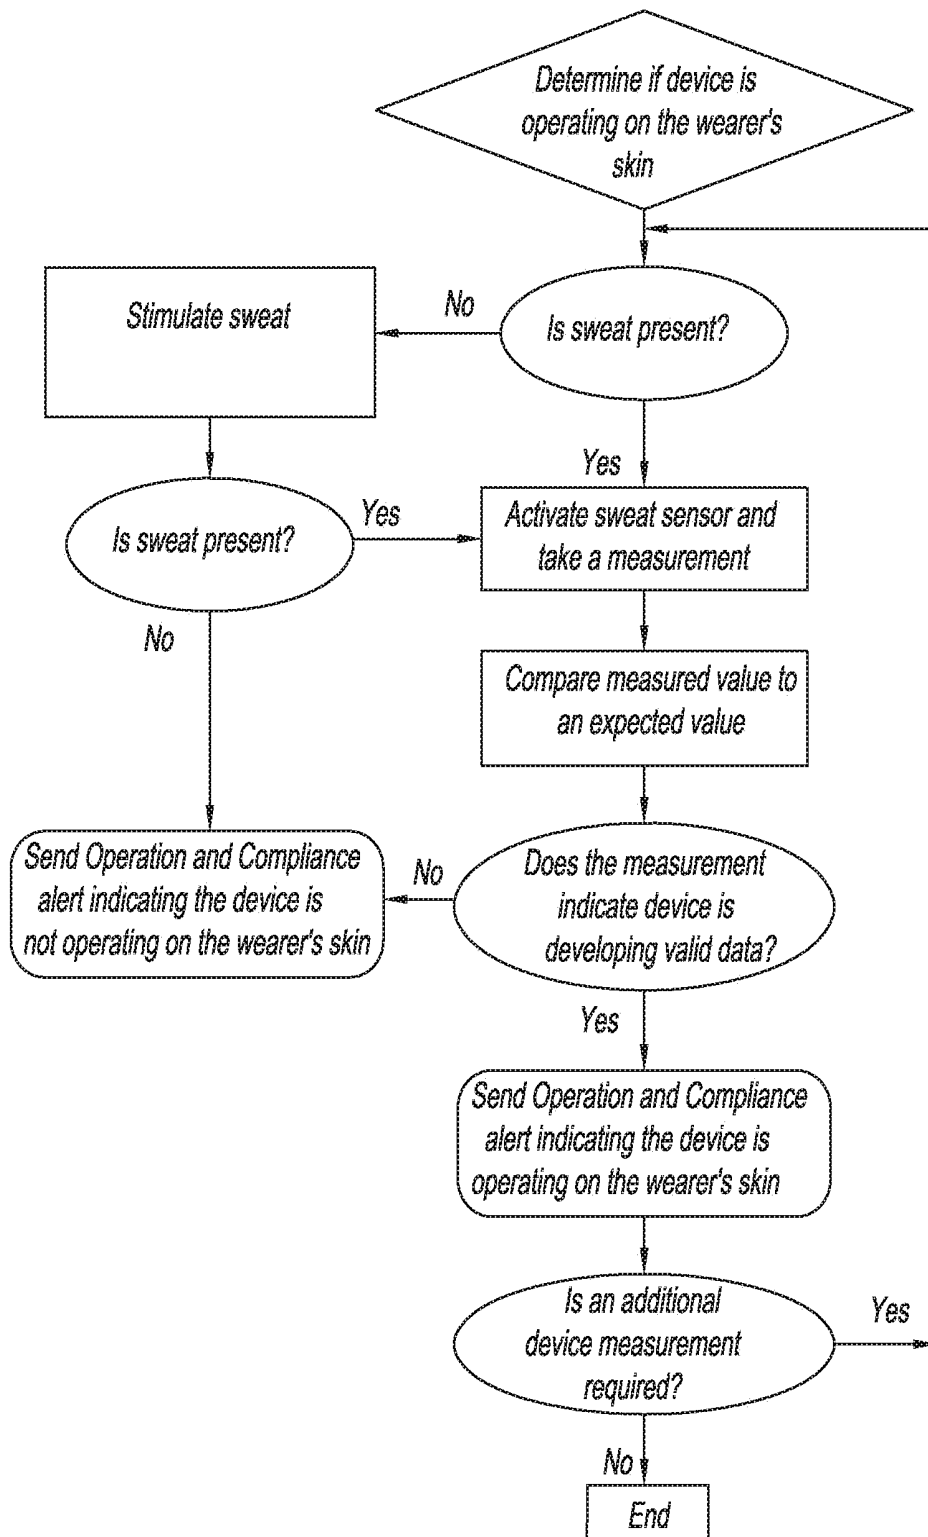 Determine if device is
operating on the wearer's
skin
No
Stimulate sweat
Is sweat present?
Yes
Is sweat present?
Yes
Activate sweat sensor and
take a measurement
No
Compare measured value to
an expected value
Send Operation and Compliance
alert indicating the device is
not operating on the wearer's skin
No
Does the measurement
indicate device is
developing valid data?
Yes
Send Operation and Compliance
alert indicating the device is
operating on the wearer's skin
Is an additional
device measurement
required?
Yes
No
End